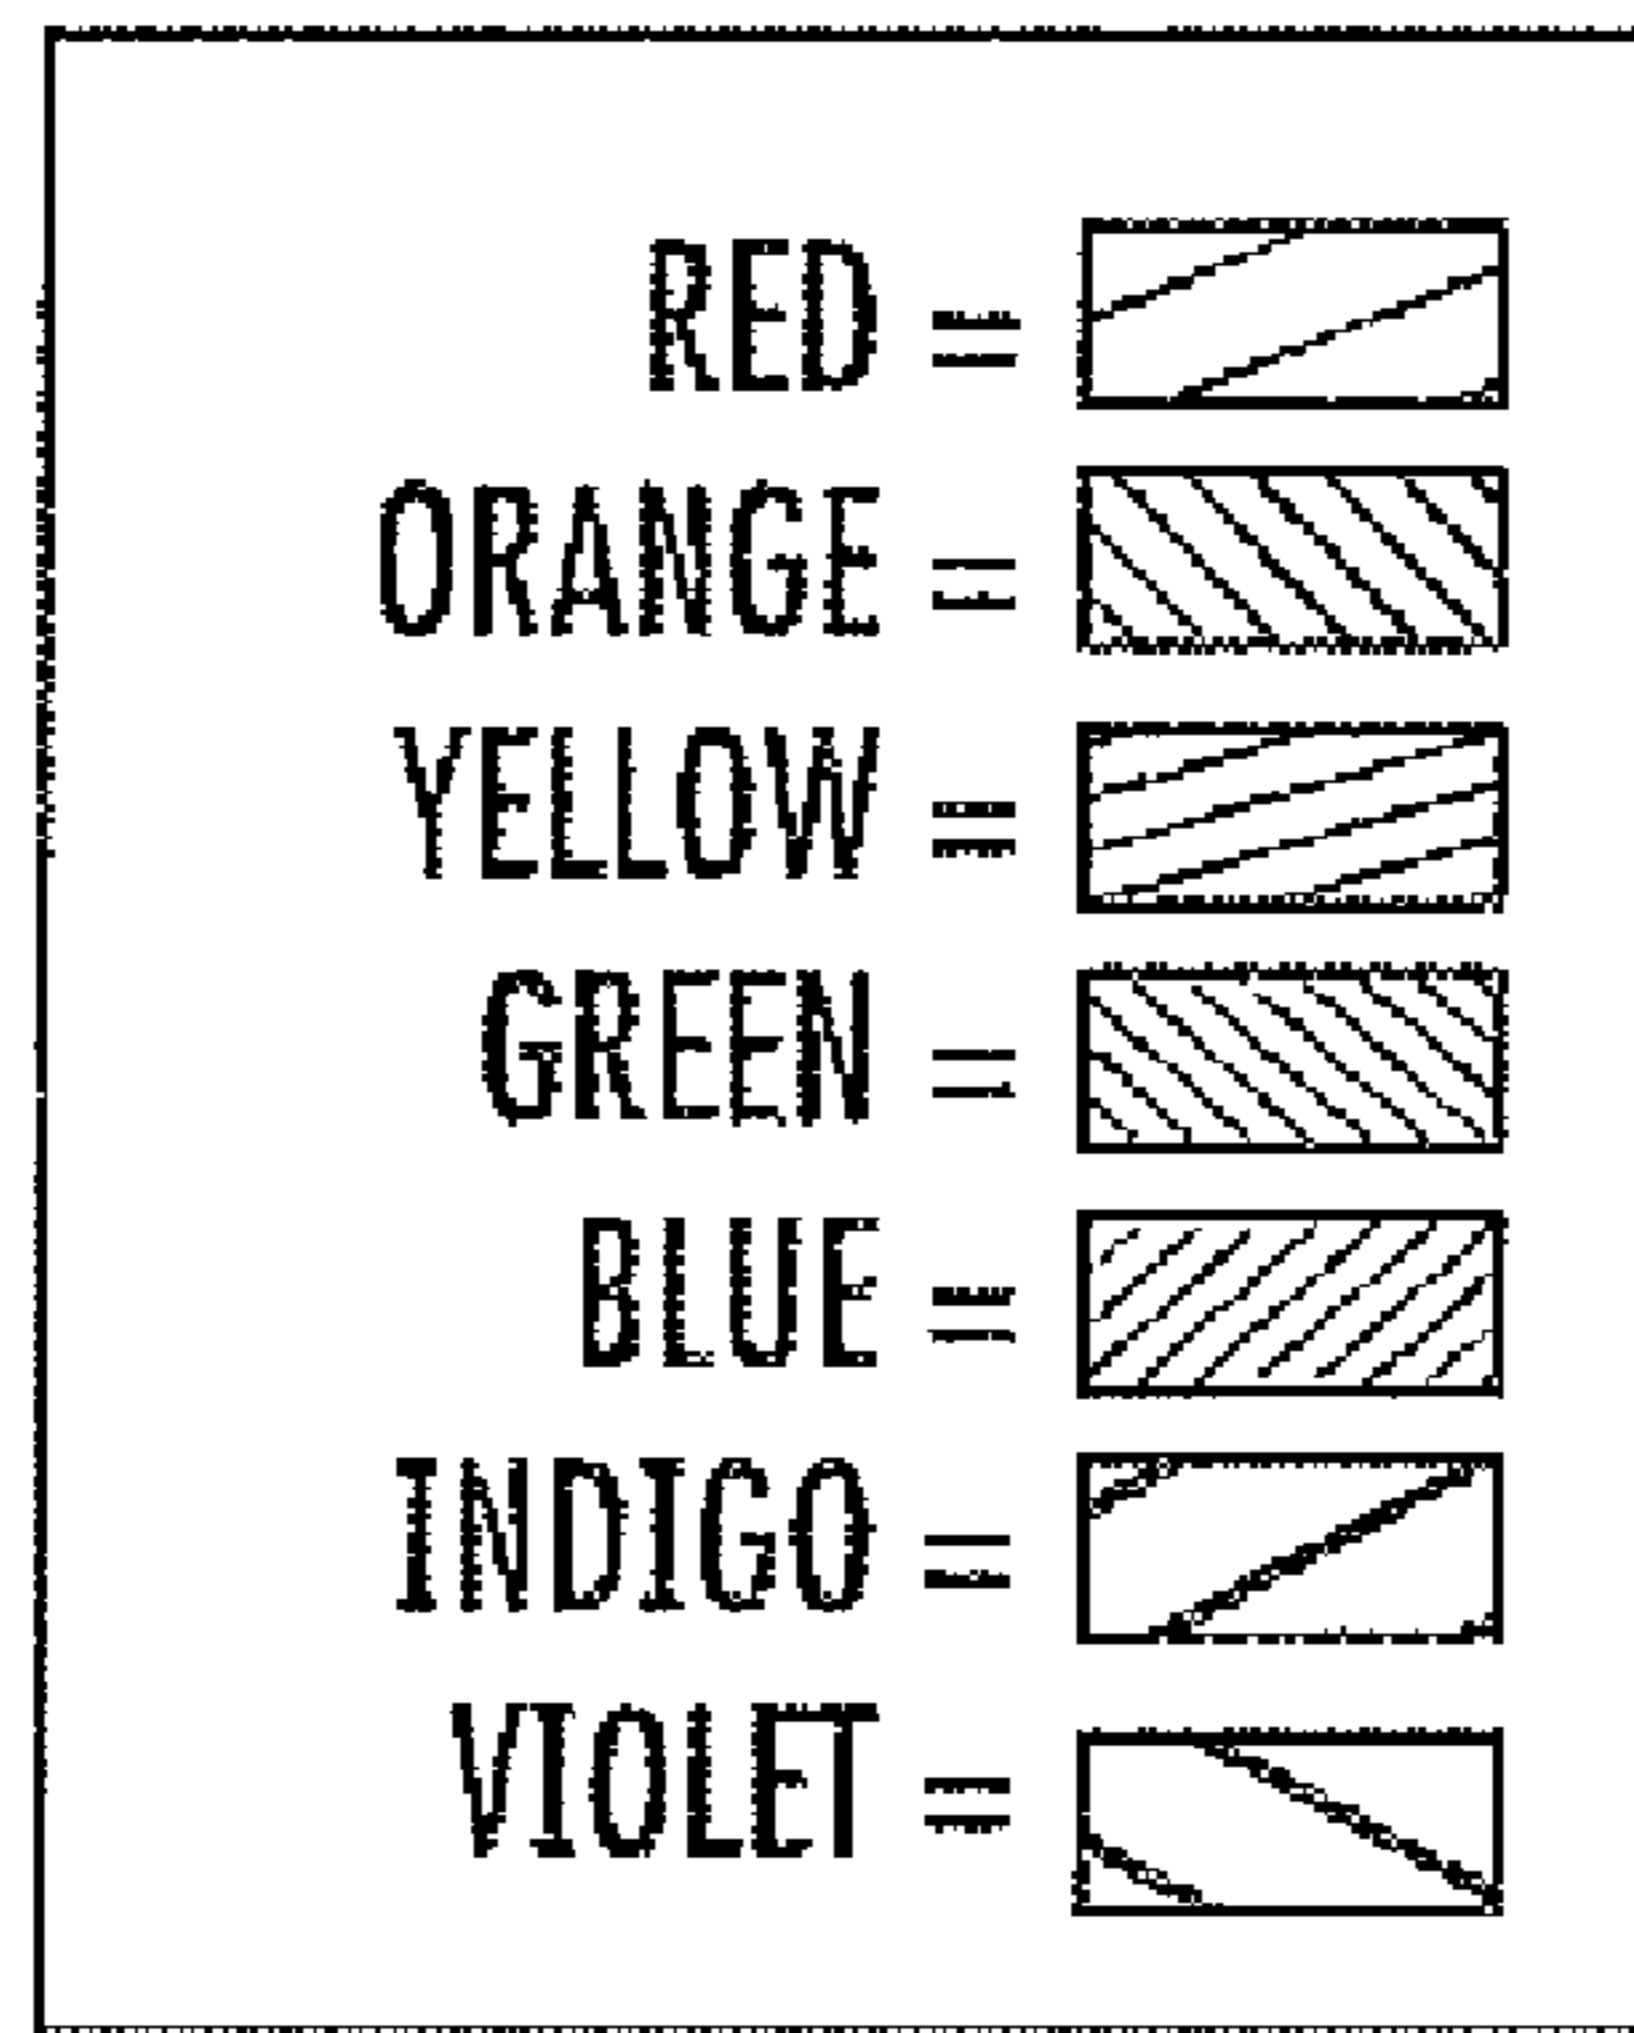 RED =
ORANGE =
YELLOW =
GREEN =
BLUE =
INDIGO =
VIOLET =